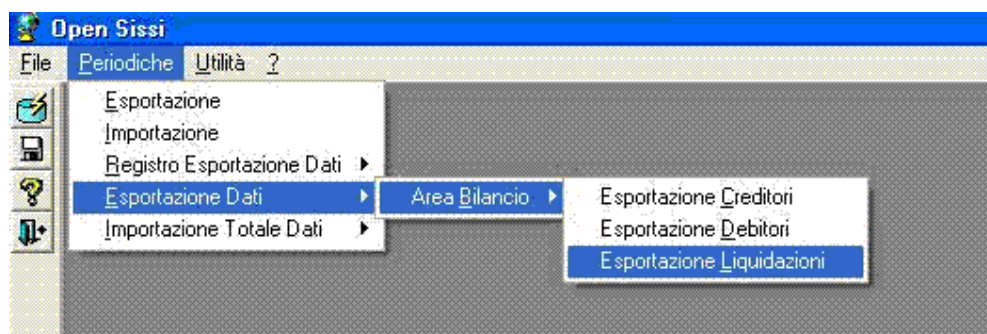 Open Sissi
File Periodiche Utilità ?
Esportazione
Importazione
Registro Esportazione Dati
Esportazione Dati Area Bilancio Esportazione Creditori
Importazione Totale Dati Esportazione Debitori
Esportazione Liquidazioni